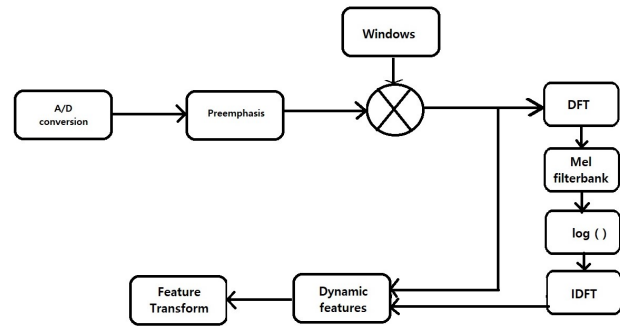 Windows
A/D
conversion
Preemphasis
DFT
Mel
filterbank
log ( )
IDFT
Dynamic
features
Feature
Transform